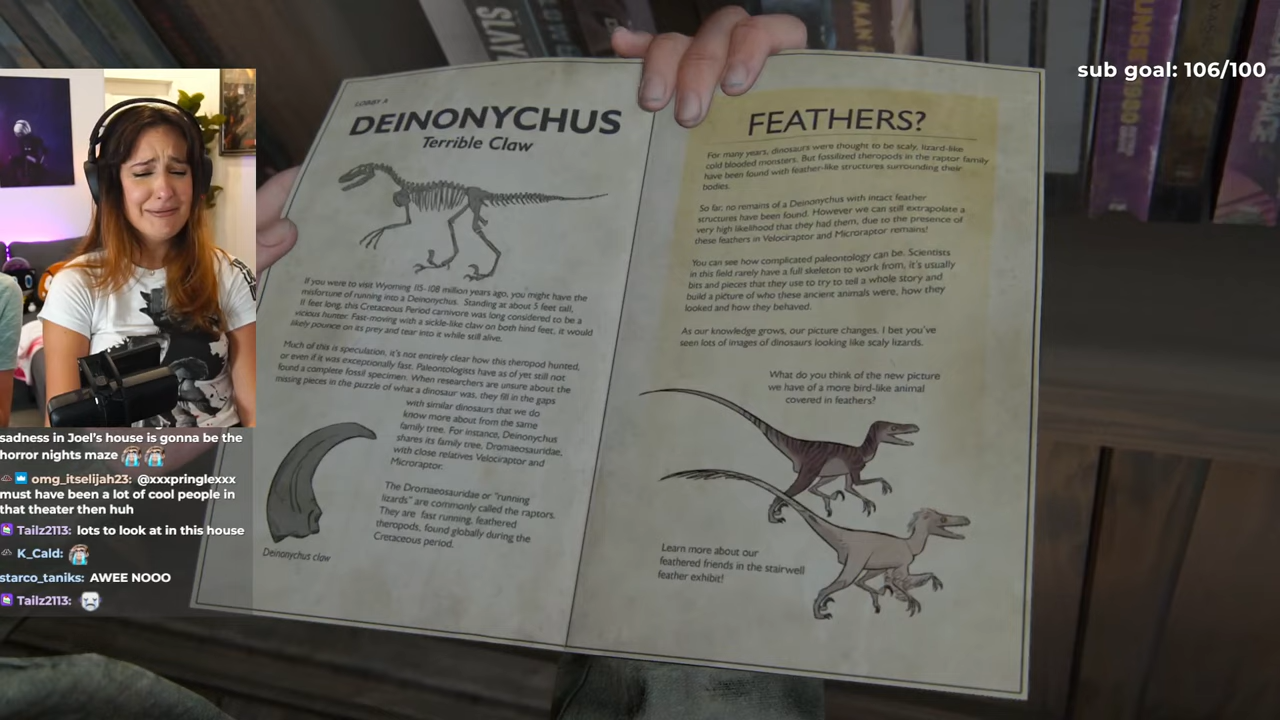 sub goal: 106/100
LOBBY A
DEINONYCHUS
Terrible Claw
If you were to visit Wyoming 115-108 million years ago, you might have the
misfortune of running into a Deinonychus. Standing at about 5 feet tall,
11 feet long, this Cretaceous Period carnivore was long considered to be a
vicious hunter. Fast-moving with a sickle-like claw on both hind feet, it would
likely pounce on its prey and tear into it while still alive.
Much of this is speculation, it's not entirely clear how this theropod hunted,
or even if it was exceptionally fast. Paleontologists have as of yet still not
found a complete fossil specimen. When researchers are unsure about the
missing pieces in the puzzle of what a dinosaur was, they fill in the gaps
with similar dinosaurs that we do
know more about from the same
family tree. For instance, Deinonychus
shares its family tree, Dromaeosauridae,
with close relatives Velociraptor and
Microraptor.
The Dromaeosauridae or "running
lizards" are commonly called the raptors.
They are fast running, feathered
theropods, found globally during the
Cretaceous period.
Deinonychus claw
FEATHERS?
For many years, dinosaurs were thought to be scaly, lizard-like
cold blooded monsters. But fossilized theropods in the raptor family
have been found with feather-like structures surrounding their
bodies.
So far, no remains of a Deinonychus with intact feather
structures have been found. However we can still extrapolate a
very high likelihood that they had them, due to the presence of
these feathers in Velociraptor and Microraptor remains!
You can see how complicated paleontology can be. Scientists
in this field rarely have a full skeleton to work from, it's usually
bits and pieces that they use to try to tell a whole story and
build a picture of who these ancient animals were, how they
looked and how they behaved.
As our knowledge grows, our picture changes. I bet you've
seen lots of images of dinosaurs looking like scaly lizards.
What do you think of the new picture
we have of a more bird-like animal
covered in feathers?
Learn more about our
feathered friends in the stairwell
feather exhibit!
sadness in Joel's house is gonna be the
horror nights maze
omg_itselijah23: @xxxpringlexxx
must have been a lot of cool people in
that theater then huh
Tailz2113: lots to look at in this house
K_Cald:
starco_taniks: AWEE NOOO
Tailz2113: